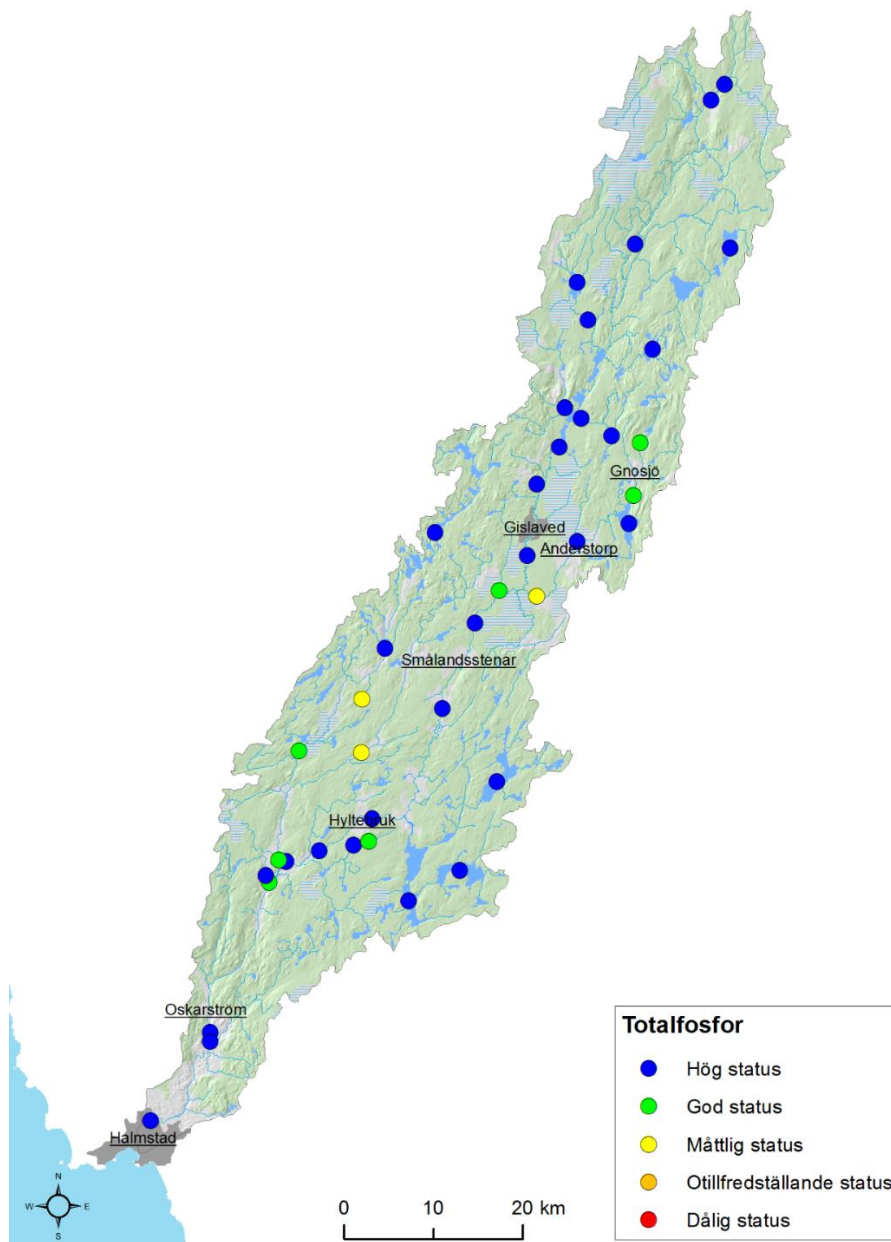 Gnosjö
Gislaved
Anderstorp
Smålandsstenar
Hyltebruk
Oskarström
Halmstad
Totalfosfor
Hög status
God status
Måttlig status
Otillfredställande status
Dålig status
N
W E
S
0 10 20 km